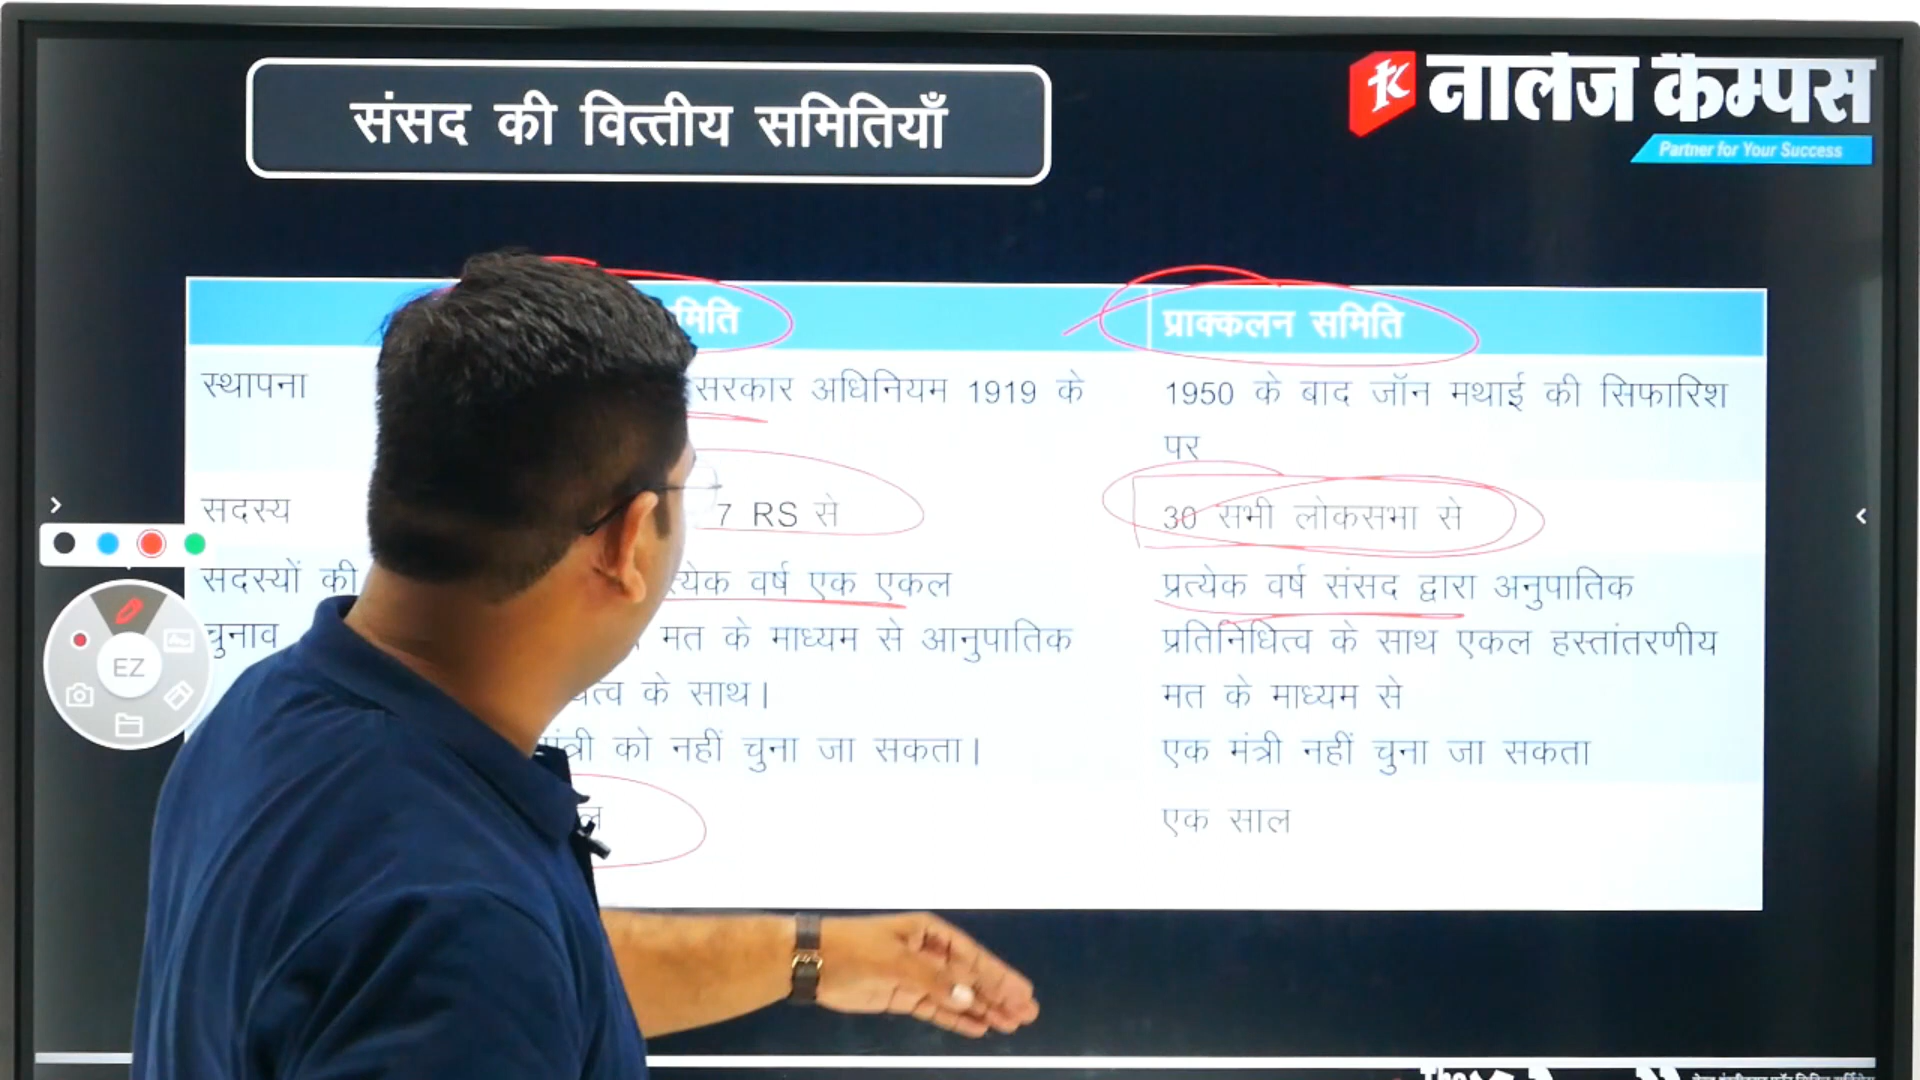 संसद की वित्तीय समितियाँ
नालेज कैम्पस
Partner for Your Success
प्राक्कलन समिति
स्थापना
सरकार अधिनियम 1919 के
1950 के बाद जॉन मथाई की सिफारिश
पर
सदस्य
7 RS से
30 सभी लोकसभा से
सदस्यों की
वर्ष एक एकल
प्रत्येक वर्ष संसद द्वारा अनुपातिक
चुनाव
मत के माध्यम से आनुपातिक
प्रतिनिधित्व के साथ एकल हस्तांतरणीय
के साथ।
मत के माध्यम से
को नहीं चुना जा सकता।
एक मंत्री नहीं चुना जा सकता
एक साल
EZ